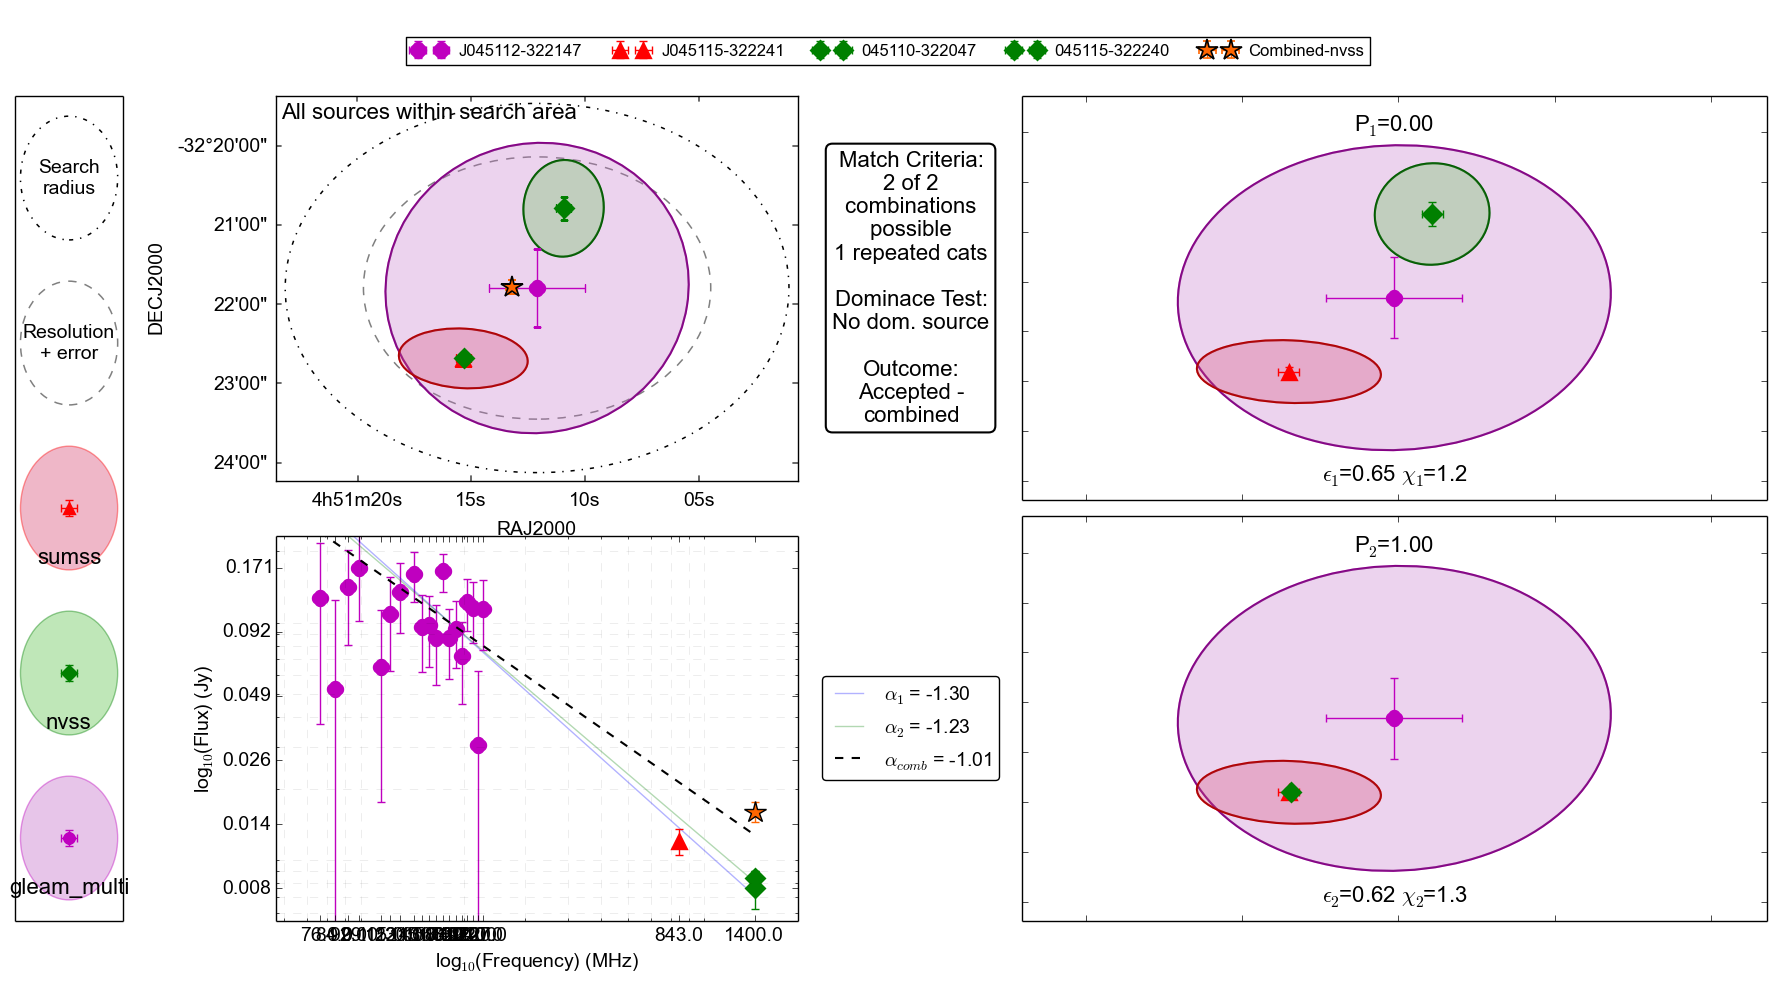 J045112-322147
J045115-322241
045110-322047
045115-322240
Combined-nvss
Search
radius
Resolution
+ error
sumss
nvss
gleam_multi
All sources within search area
DECJ2000
-32°20'00"
21'00"
22'00"
23'00"
24'00"
4h51m20s
15s
10s
05s
RAJ2000
Match Criteria:
2 of 2
combinations
possible
1 repeated cats
Dominace Test:
No dom. source
Outcome:
Accepted -
combined
P1=0.00
ϵ1=0.65 χ1=1.2
P2=1.00
ϵ2=0.62 χ2=1.3
log10(Flux) (Jy)
0.171
0.092
0.049
0.026
0.014
0.008
843.0
1400.0
log10(Frequency) (MHz)
α1 = -1.30
α2 = -1.23
αcomb = -1.01